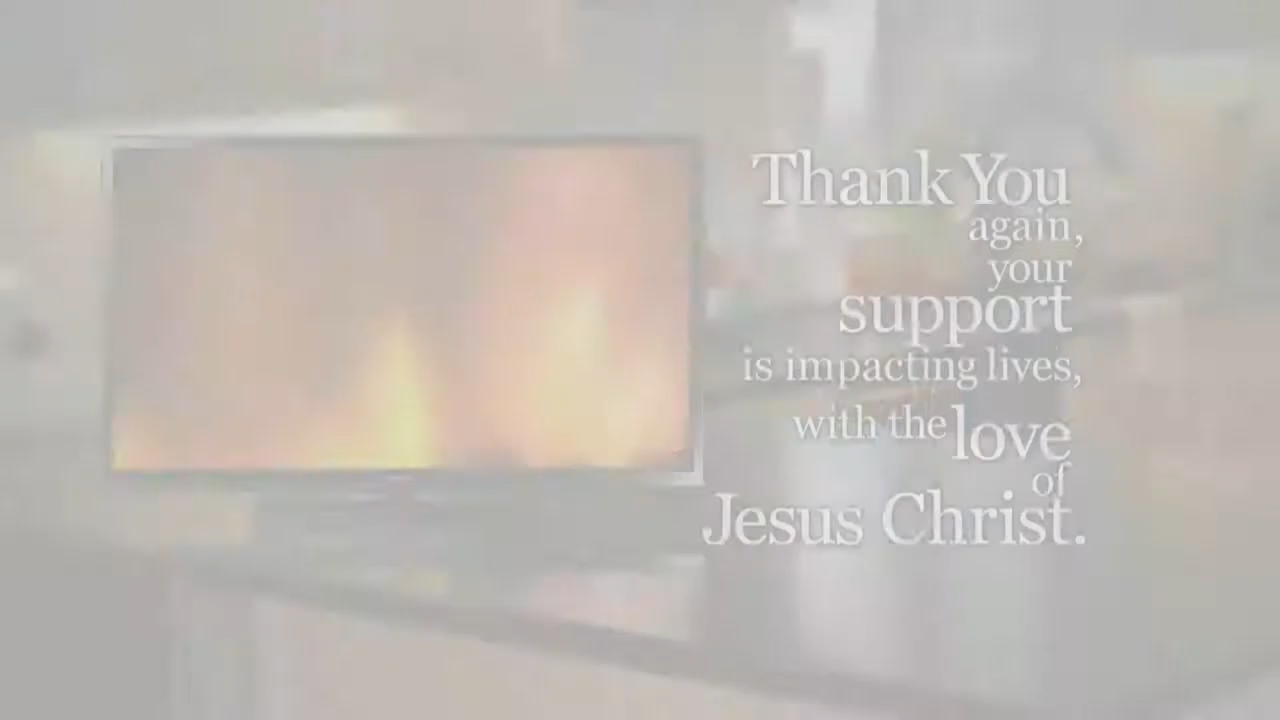 Thank You
again,
your
support
is impacting lives,
with the love
of
Jesus Christ.